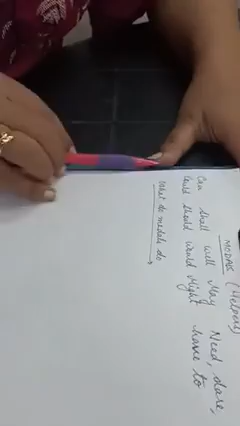 MODALS (Helpers)
Can Shall Will May Need, dare,
Could Should Would Might have to
What do modals do →